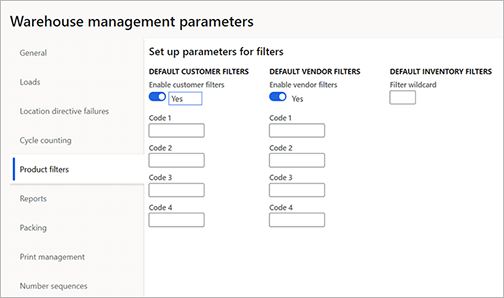 Warehouse management parameters
General
Loads
Location directive failures
Cycle counting
Product filters
Reports
Packing
Print management
Number sequences
Set up parameters for filters
DEFAULT CUSTOMER FILTERS
Enable customer filters
Yes
Code 1
Code 2
Code 3
Code 4
DEFAULT VENDOR FILTERS
Enable vendor filters
Yes
Code 1
Code 2
Code 3
Code 4
DEFAULT INVENTORY FILTERS
Filter wildcard